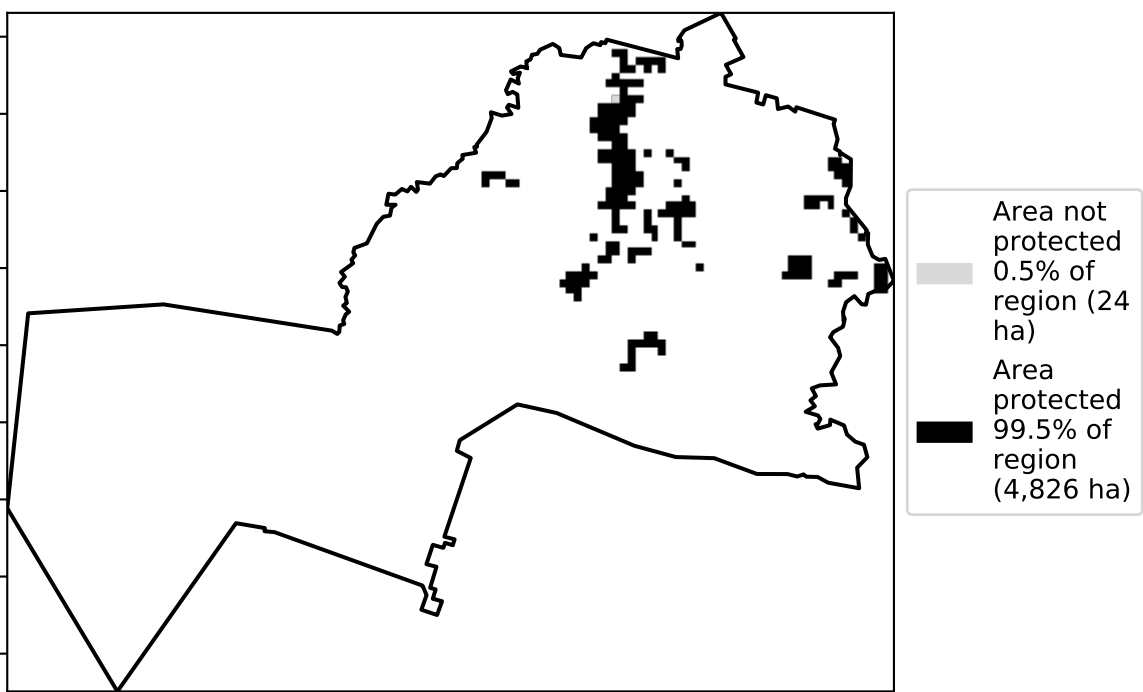 Area not
protected
0.5% of
region (24
ha)
Area
protected
99.5% of
region
(4,826 ha)